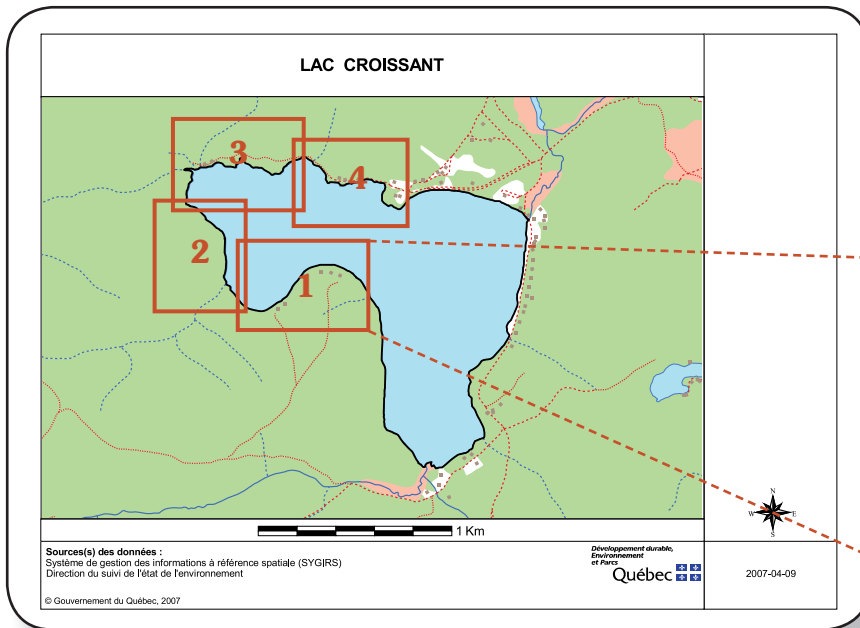 LAC CROISSANT
3
4
2
1
N
W E
S
1 Km
Sources(s) des données :
Système de gestion des informations à référence spatiale (SYGIRS)
Direction du suivi de l'état de l'environnement
© Gouvernement du Québec, 2007
Développement durable,
Environnement
et Parcs
Québec
2007-04-09